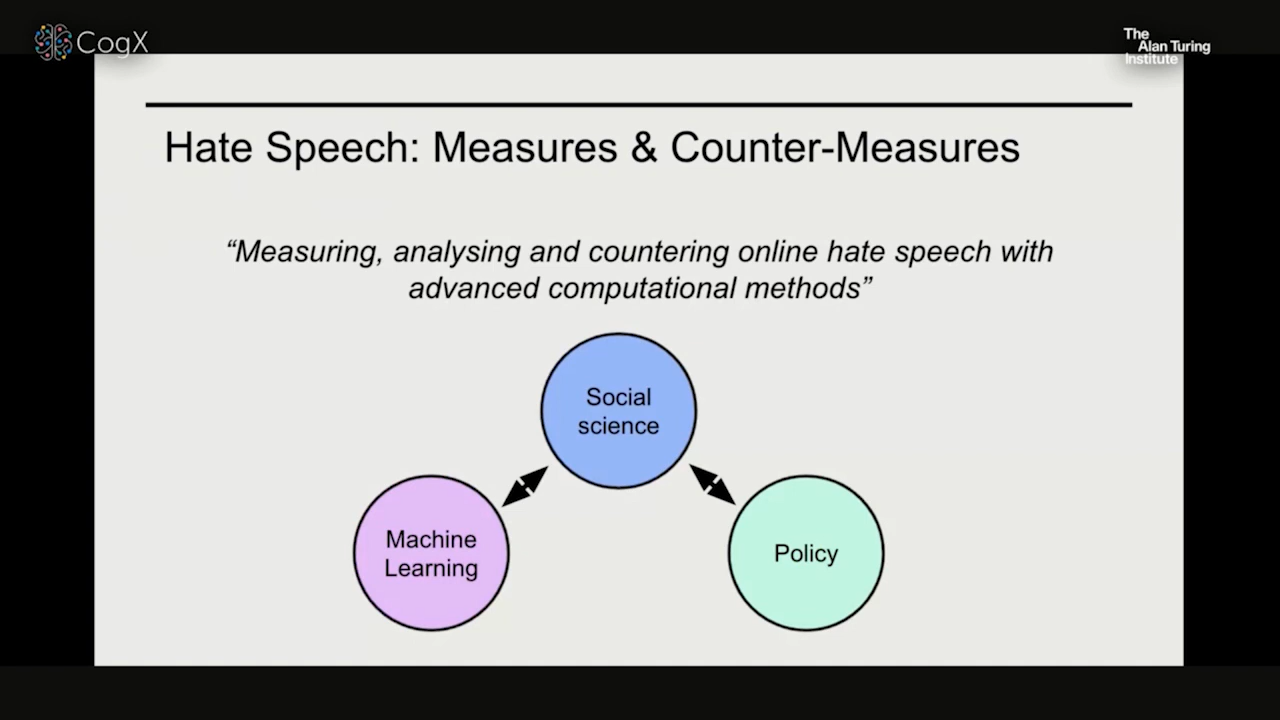 CogX
The
Alan Turing
Institute
Hate Speech: Measures & Counter-Measures
“Measuring, analysing and countering online hate speech with
advanced computational methods”
Social
science
Machine
Learning
Policy